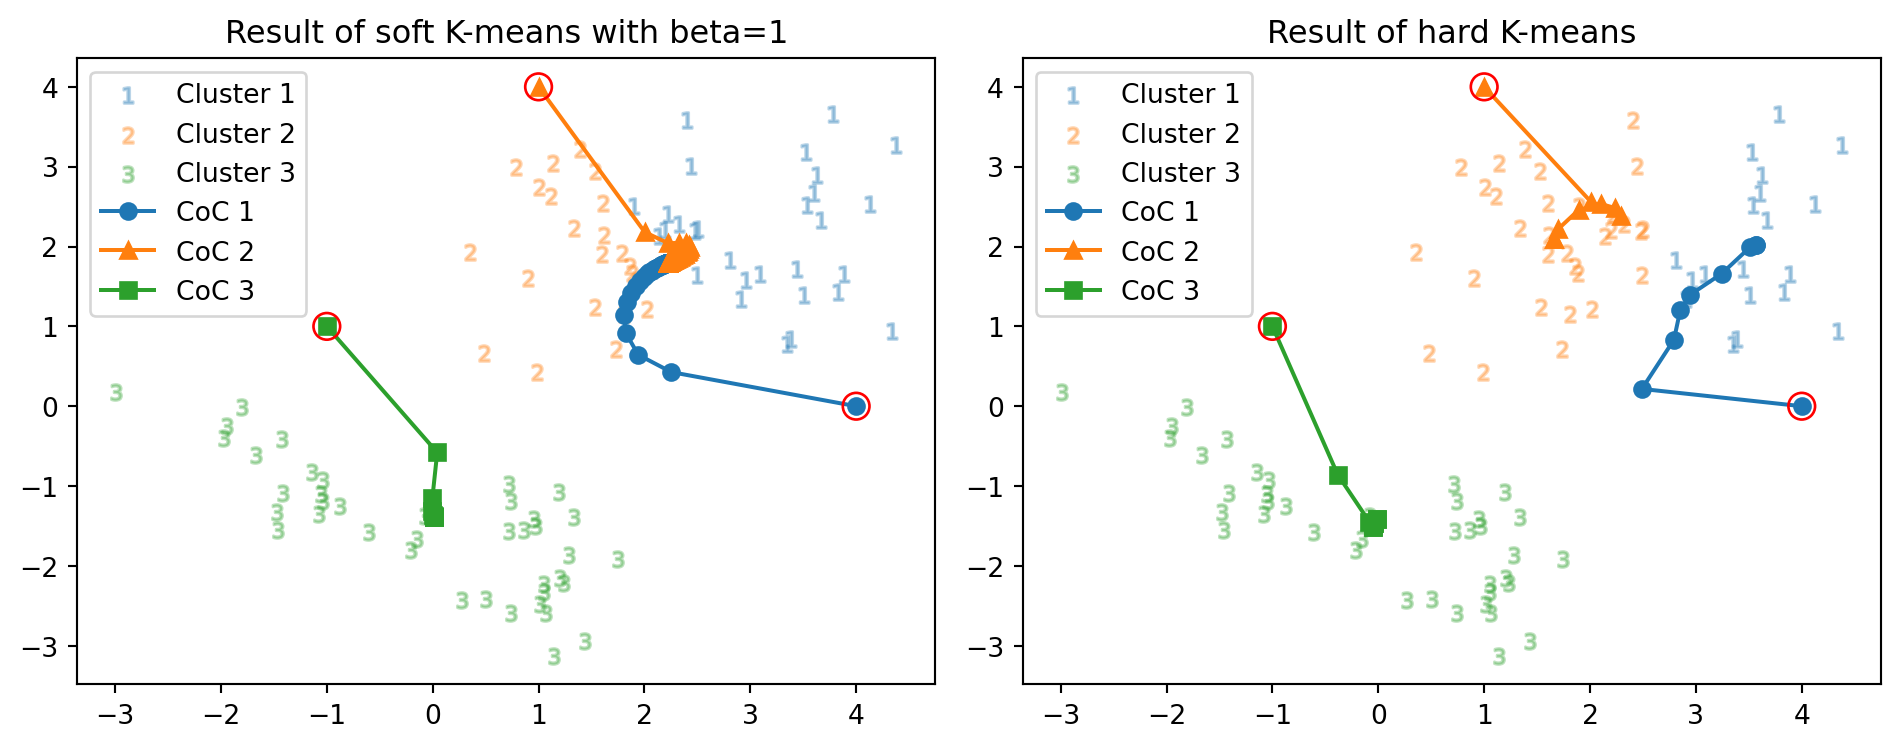 Result of soft K-means with beta=1
Cluster 1
Cluster 2
Cluster 3
CoC 1
CoC 2
CoC 3
4
3
2
1
0
−1
−2
−3
−3 −2 −1 0 1 2 3 4
Result of hard K-means
Cluster 1
Cluster 2
Cluster 3
CoC 1
CoC 2
CoC 3
4
3
2
1
0
−1
−2
−3
−3 −2 −1 0 1 2 3 4